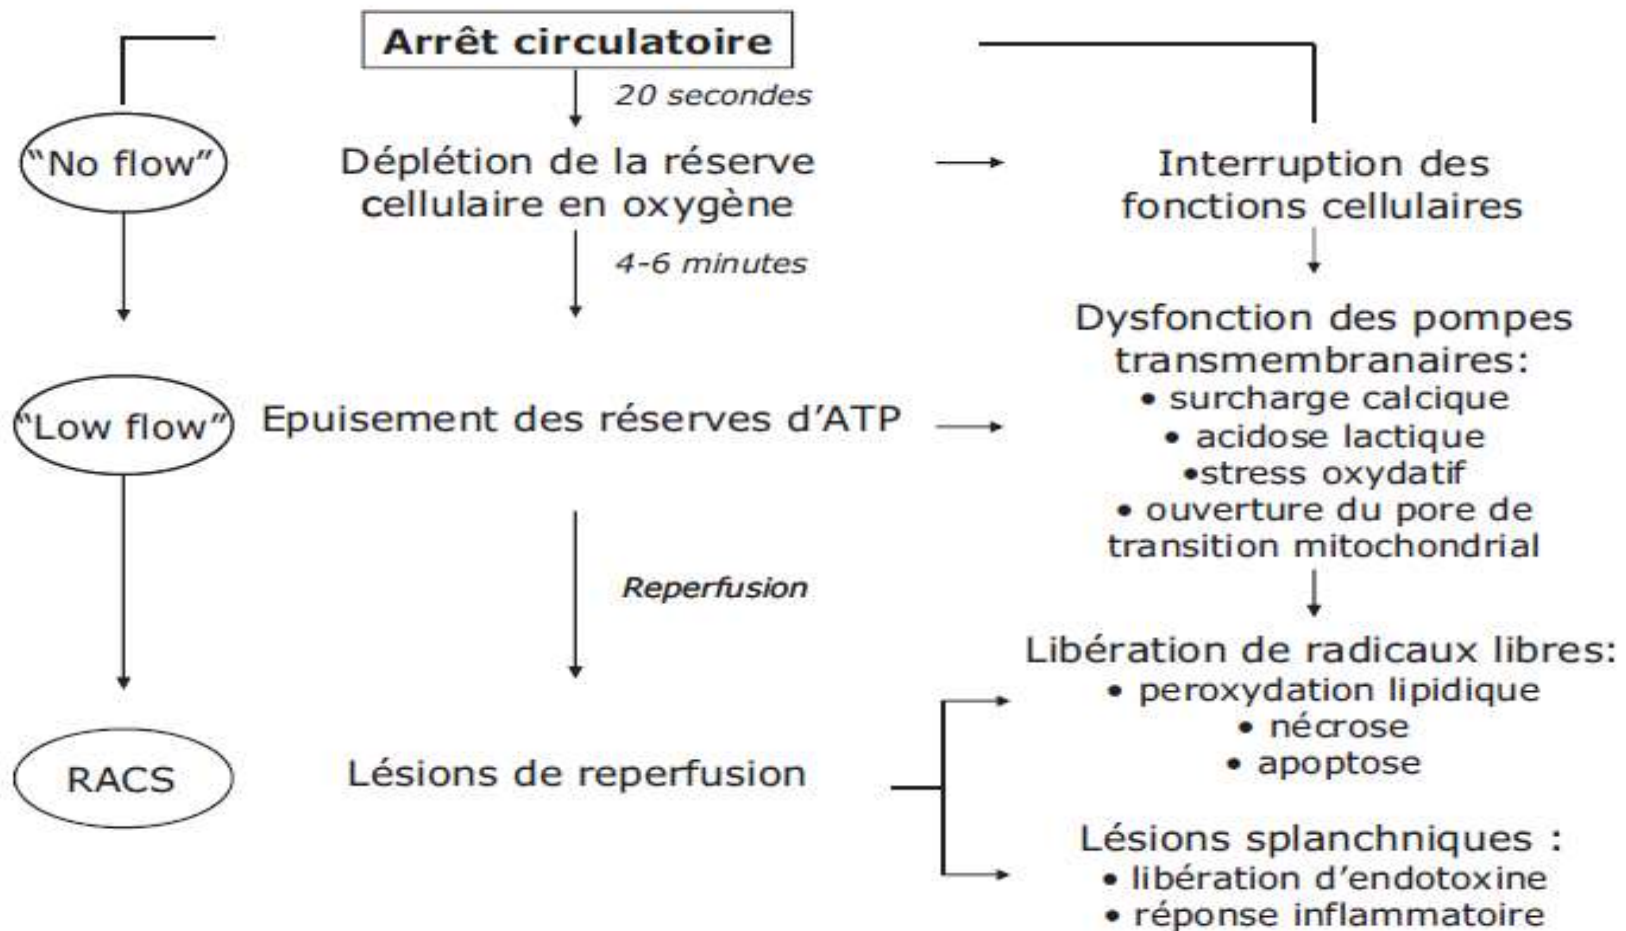 Arrêt circulatoire
20 secondes
“No flow”
Déplétion de la réserve
cellulaire en oxygène
Interruption des
fonctions cellulaires
4-6 minutes
“Low flow”
Epuisement des réserves d’ATP
Dysfonction des pompes
transmembranaires:
• surcharge calcique
• acidose lactique
•stress oxydatif
• ouverture du pore de
transition mitochondrial
Reperfusion
RACS
Lésions de reperfusion
Libération de radicaux libres:
• peroxydation lipidique
• nécrose
• apoptose
Lésions splanchniques :
• libération d’endotoxine
• réponse inflammatoire